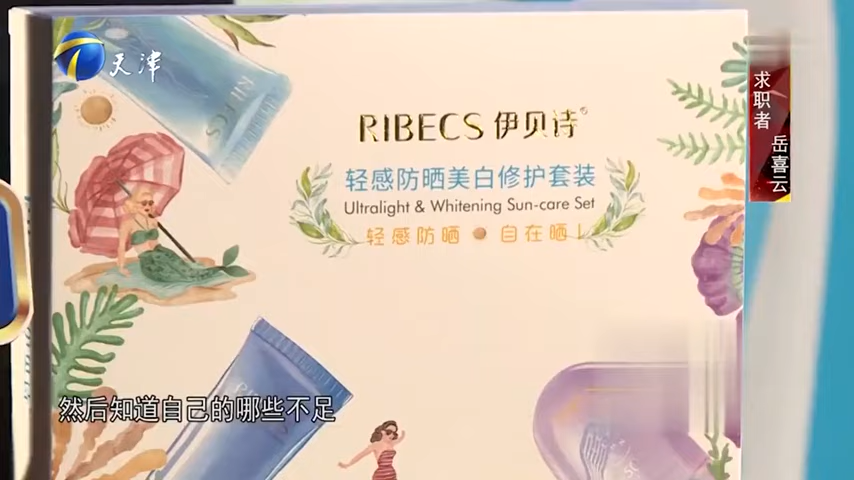 天津
RIBECS
RIBECS 伊贝诗
轻感防晒美白修护套装
Ultralight & Whitening Sun-care Set
轻感防晒 自在晒!
求职者 岳喜云
然后知道自己的哪些不足